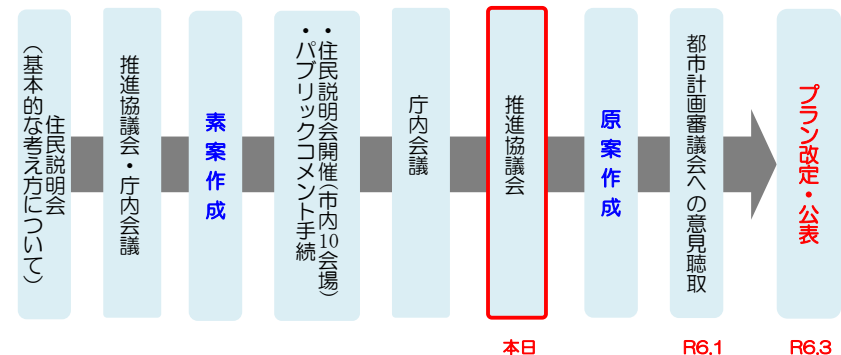 住民説明会
（基本的な考え方について）
推進協議会・庁内会議
素案作成
・住民説明会開催（市内10会場）
・パブリックコメント手続
庁内会議
推進協議会
原案作成
都市計画審議会への意見聴取
プラン改定・公表
本日
R6.1
R6.3